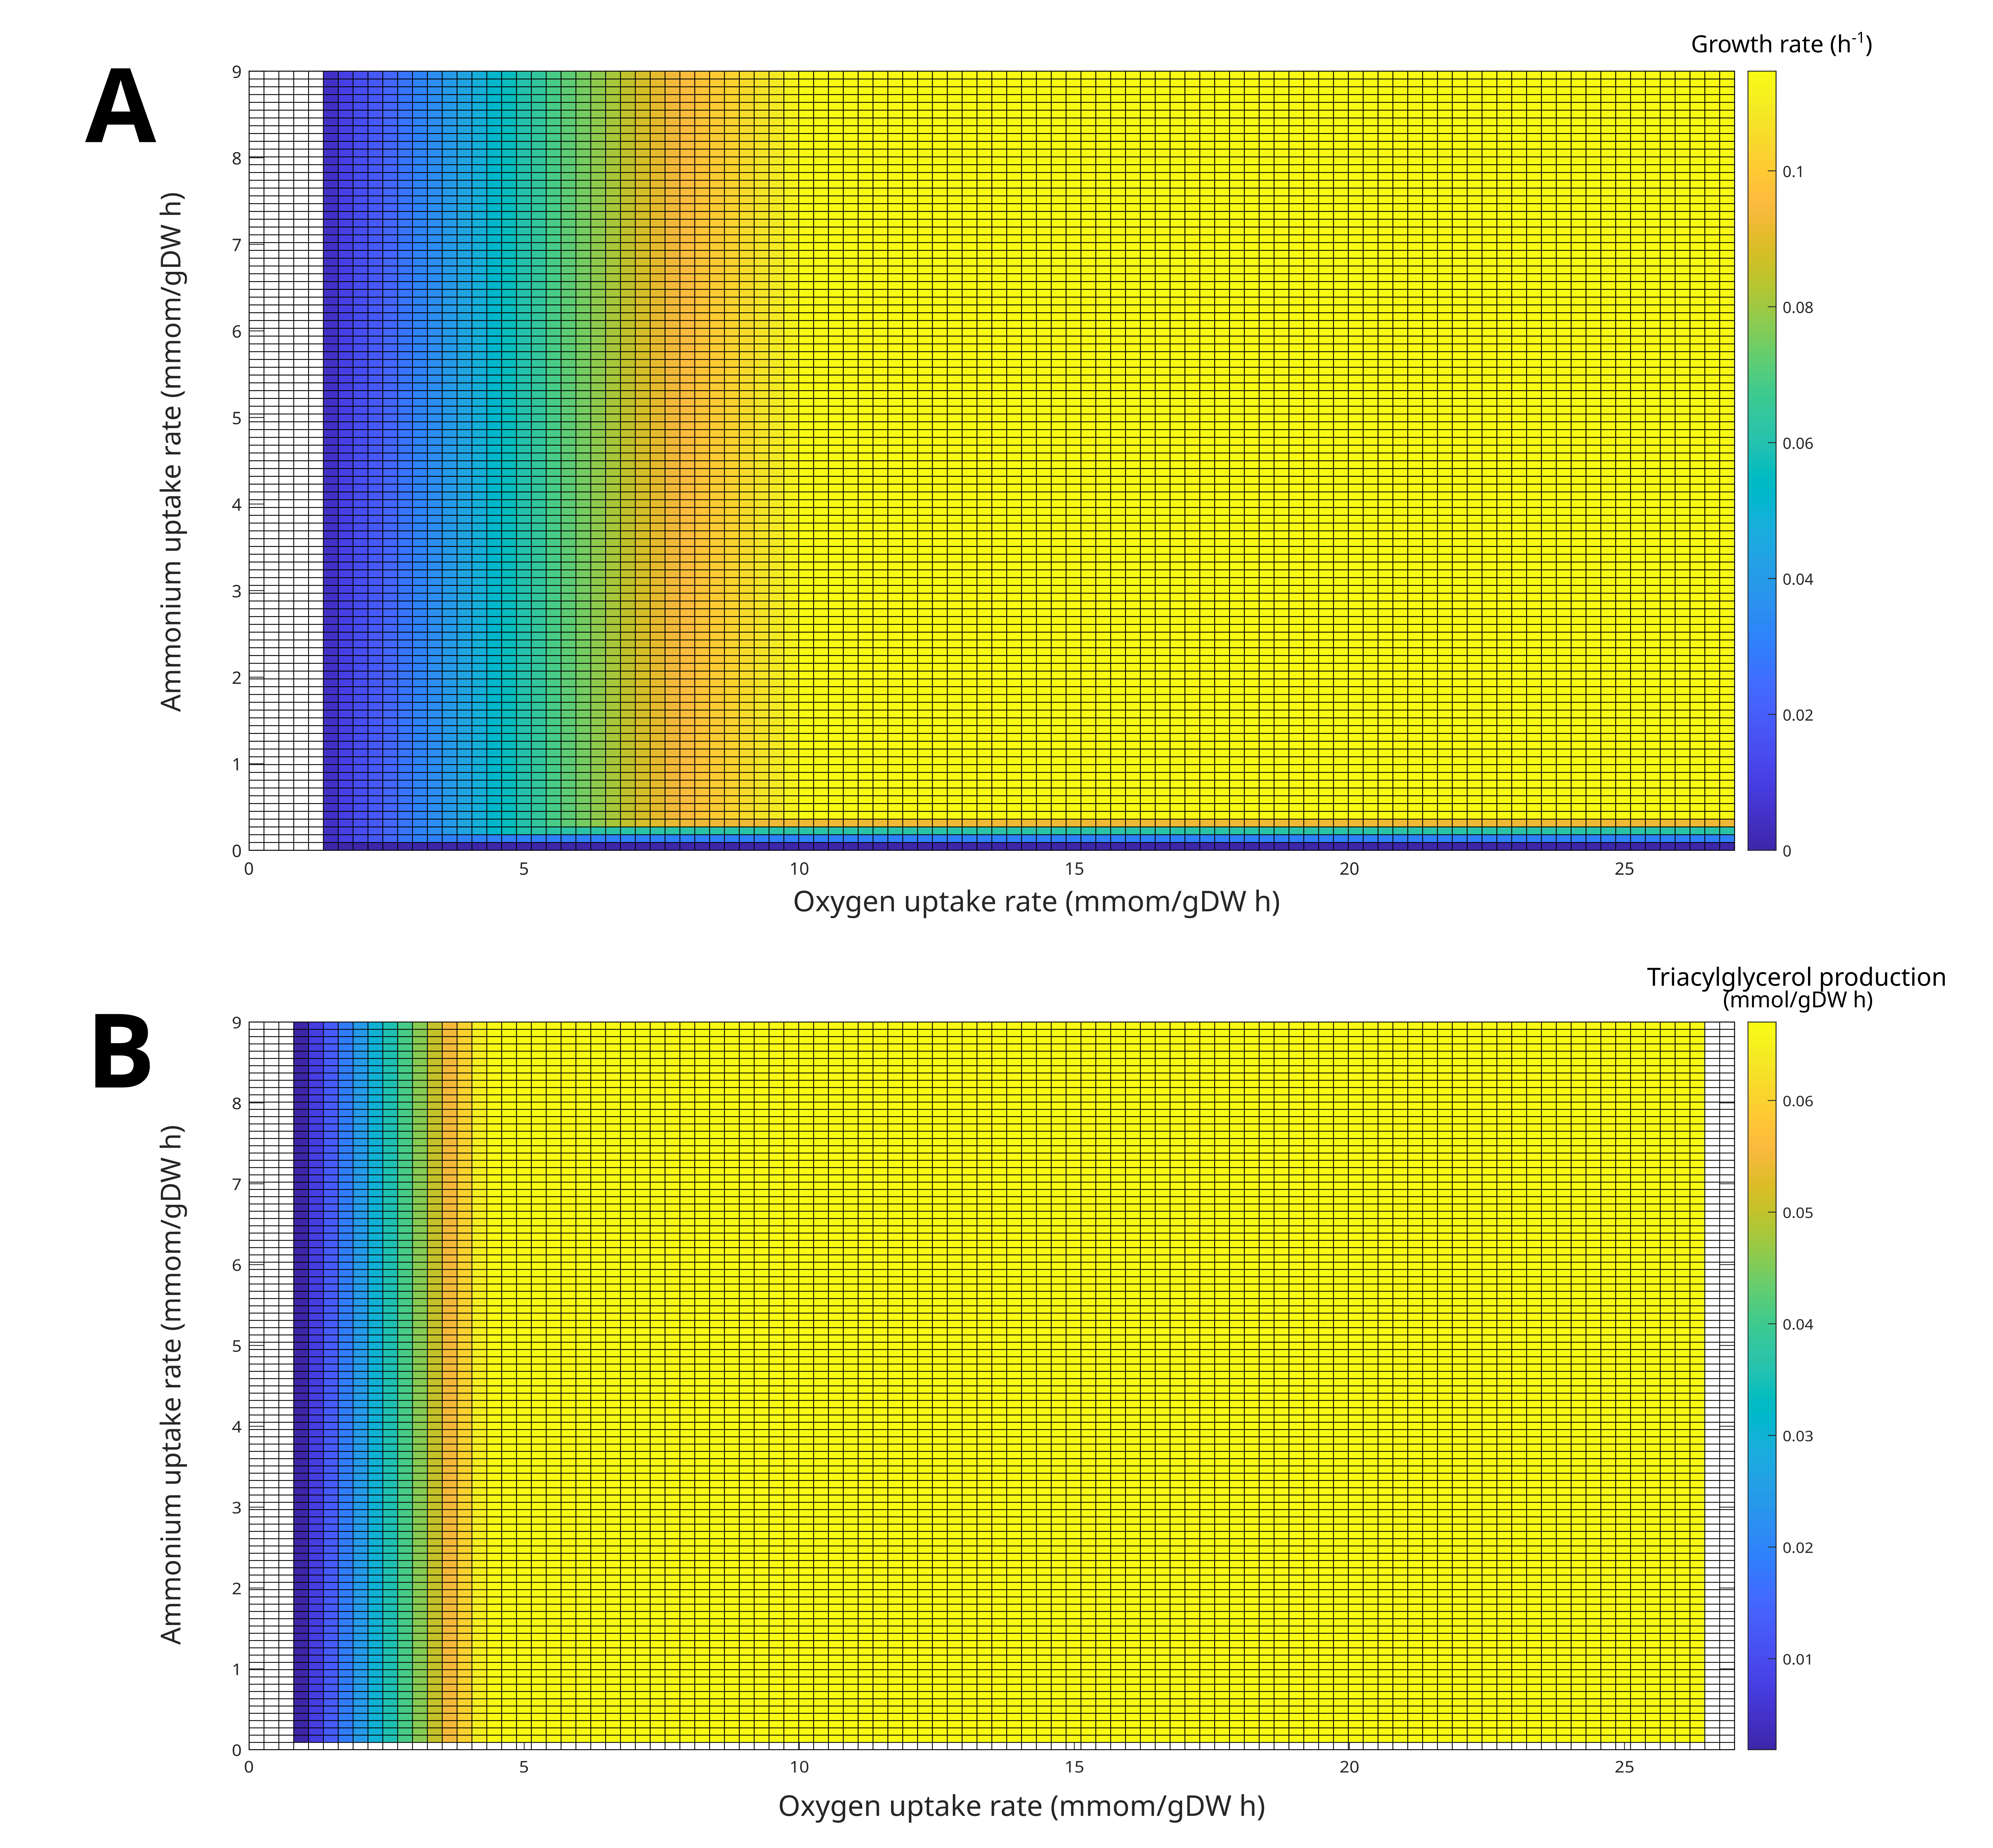 Growth rate (h-1)
A
Ammonium uptake rate (mmom/gDW h)
9
8
7
6
5
4
3
2
1
0
0 5 10 15 20 25
Oxygen uptake rate (mmom/gDW h)
0.1
0.08
0.06
0.04
0.02
0
Triacylglycerol production
(mmol/gDW h)
B
Ammonium uptake rate (mmom/gDW h)
9
8
7
6
5
4
3
2
1
0
0 5 10 15 20 25
Oxygen uptake rate (mmom/gDW h)
0.06
0.05
0.04
0.03
0.02
0.01